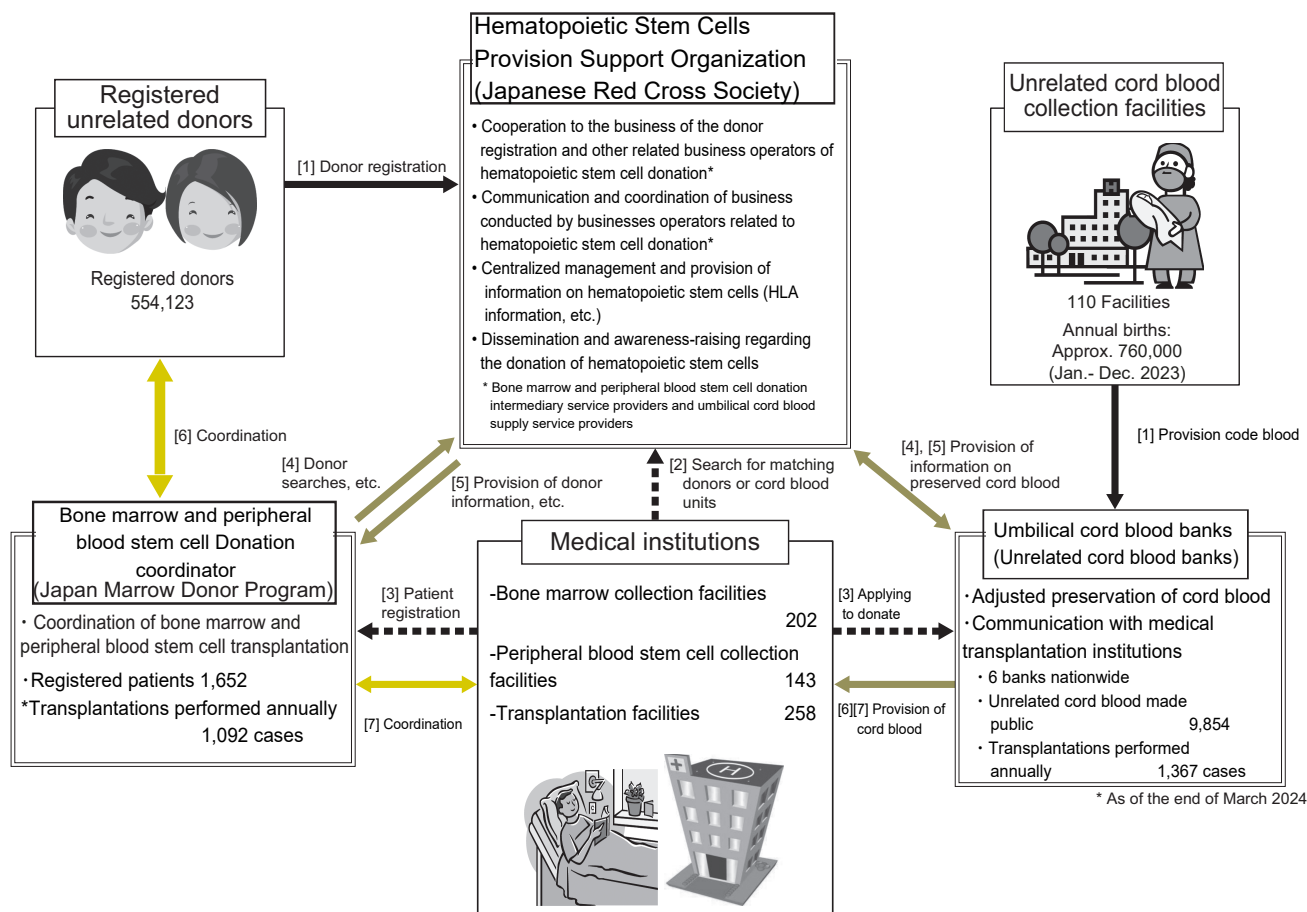 Registered
unrelated donors
Registered donors
554,123
[1] Donor registration
Hematopoietic Stem Cells
Provision Support Organization
(Japanese Red Cross Society)
• Cooperation to the business of the donor
registration and other related business operators of
hematopoietic stem cell donation*
• Communication and coordination of business
conducted by businesses operators related to
hematopoietic stem cell donation*
• Centralized management and provision of
information on hematopoietic stem cells (HLA
information, etc.)
• Dissemination and awareness-raising regarding
the donation of hematopoietic stem cells
* Bone marrow and peripheral blood stem cell donation
intermediary service providers and umbilical cord blood
supply service providers
Unrelated cord blood
collection facilities
H
110 Facilities
Annual births:
Approx. 760,000
(Jan.- Dec. 2023)
[6] Coordination
[4] Donor
searches, etc.
[5] Provision of donor
information, etc.
[2] Search for matching
donors or cord blood
units
[4], [5] Provision of
information on
preserved cord blood
[1] Provision code blood
Bone marrow and peripheral
blood stem cell Donation
coordinator
(Japan Marrow Donor Program)
・Coordination of bone marrow and
peripheral blood stem cell transplantation
・Registered patients 1,652
*Transplantations performed annually
1,092 cases
[3] Patient
registration
[7] Coordination
Medical institutions
-Bone marrow collection facilities
202
-Peripheral blood stem cell collection
facilities 143
-Transplantation facilities 258
H
[3] Applying
to donate
[6][7] Provision of
cord blood
Umbilical cord blood banks
(Unrelated cord blood banks)
・Adjusted preservation of cord blood
・Communication with medical
transplantation institutions
・6 banks nationwide
・Unrelated cord blood made
public 9,854
・Transplantations performed
annually 1,367 cases
* As of the end of March 2024